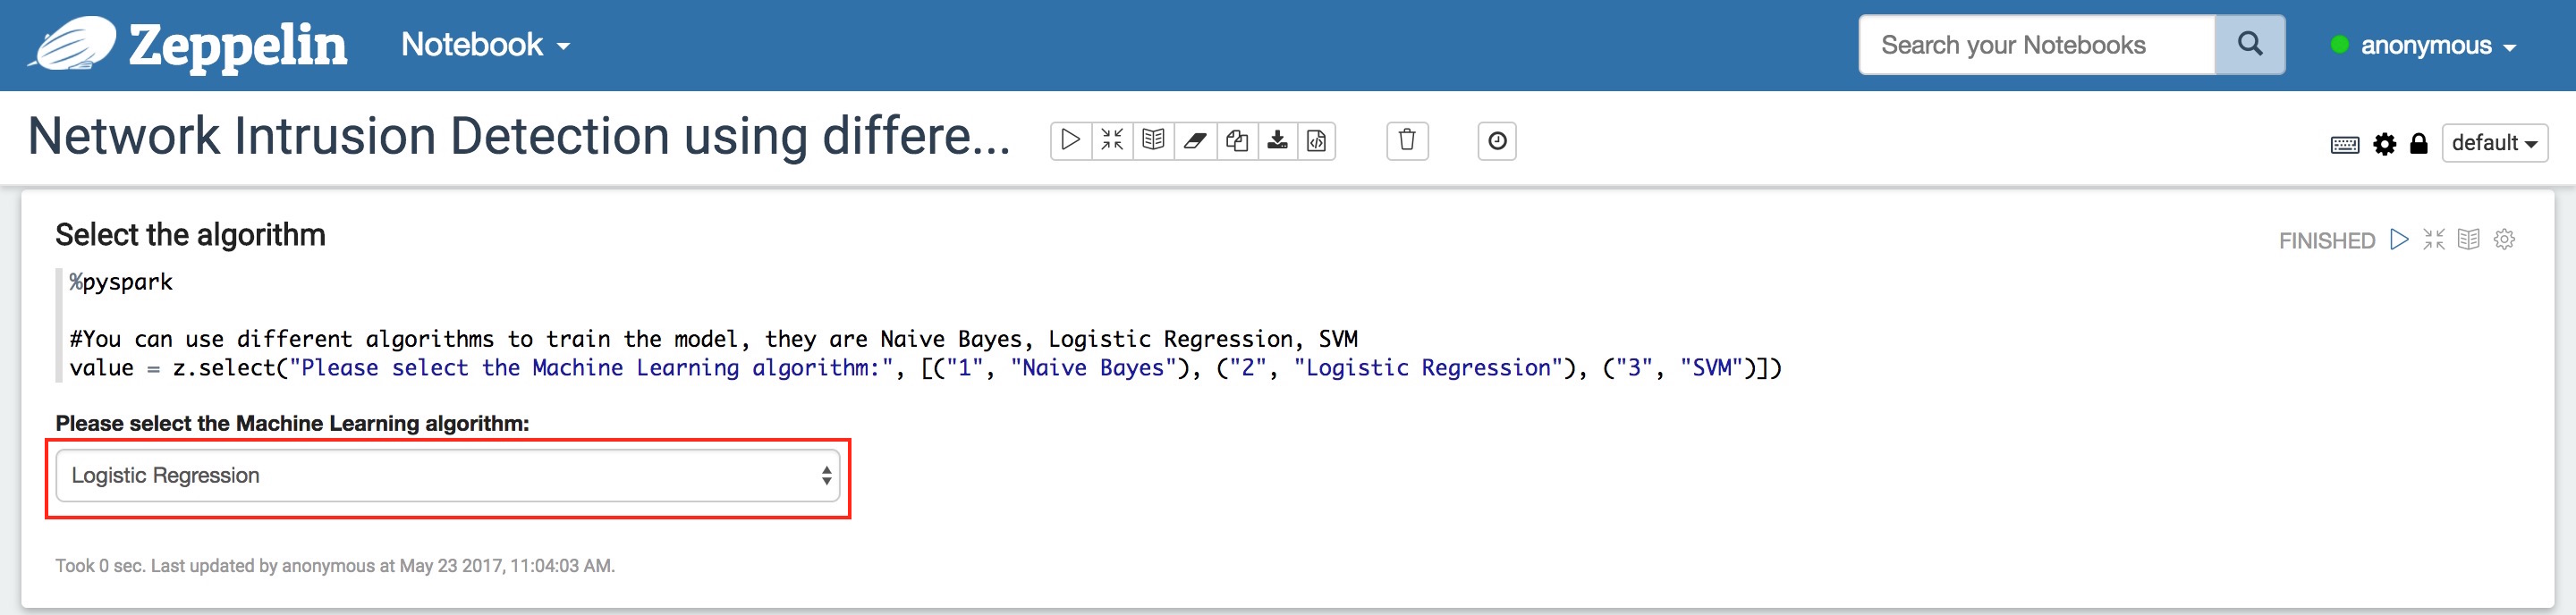 Zeppelin Notebook Search your Notebooks anonymous
Network Intrusion Detection using differe... default
Select the algorithm FINISHED
%pyspark
#You can use different algorithms to train the model, they are Naive Bayes, Logistic Regression, SVM
value = z.select("Please select the Machine Learning algorithm:", [("1", "Naive Bayes"), ("2", "Logistic Regression"), ("3", "SVM")])
Please select the Machine Learning algorithm:
Logistic Regression
Took 0 sec. Last updated by anonymous at May 23 2017, 11:04:03 AM.